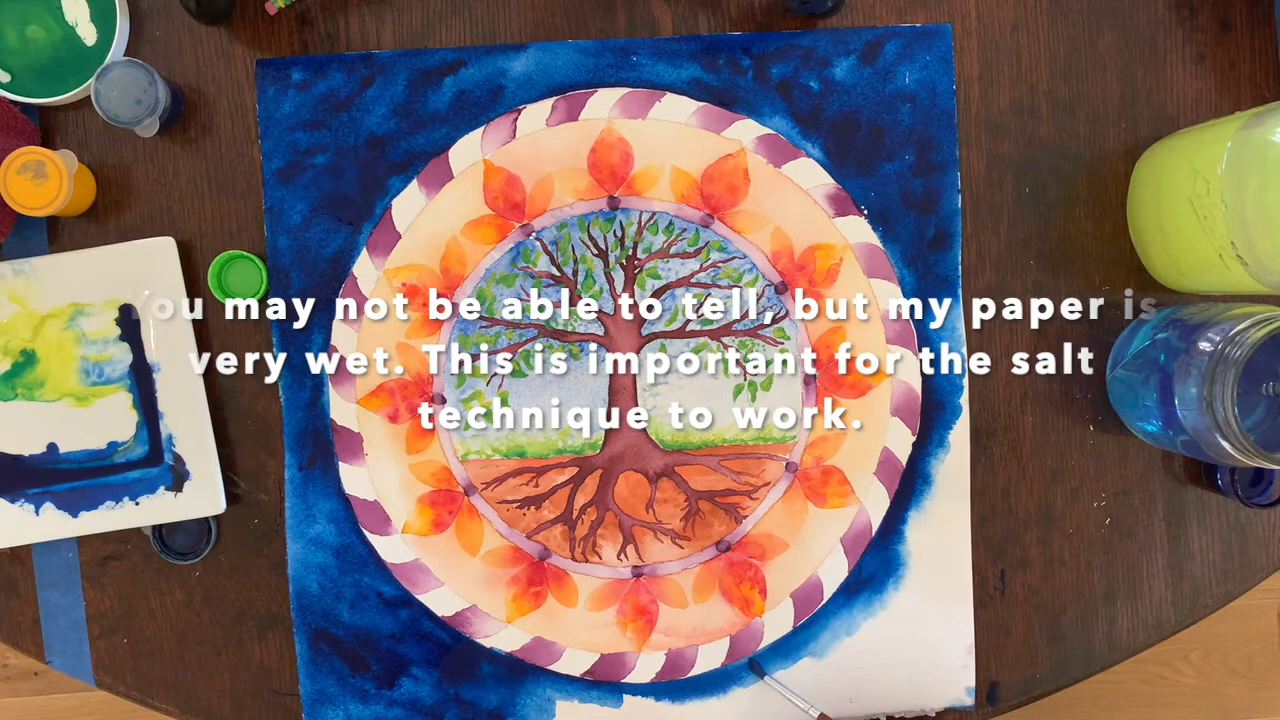 You may not be able to tell, but my paper is
very wet. This is important for the salt
technique to work.